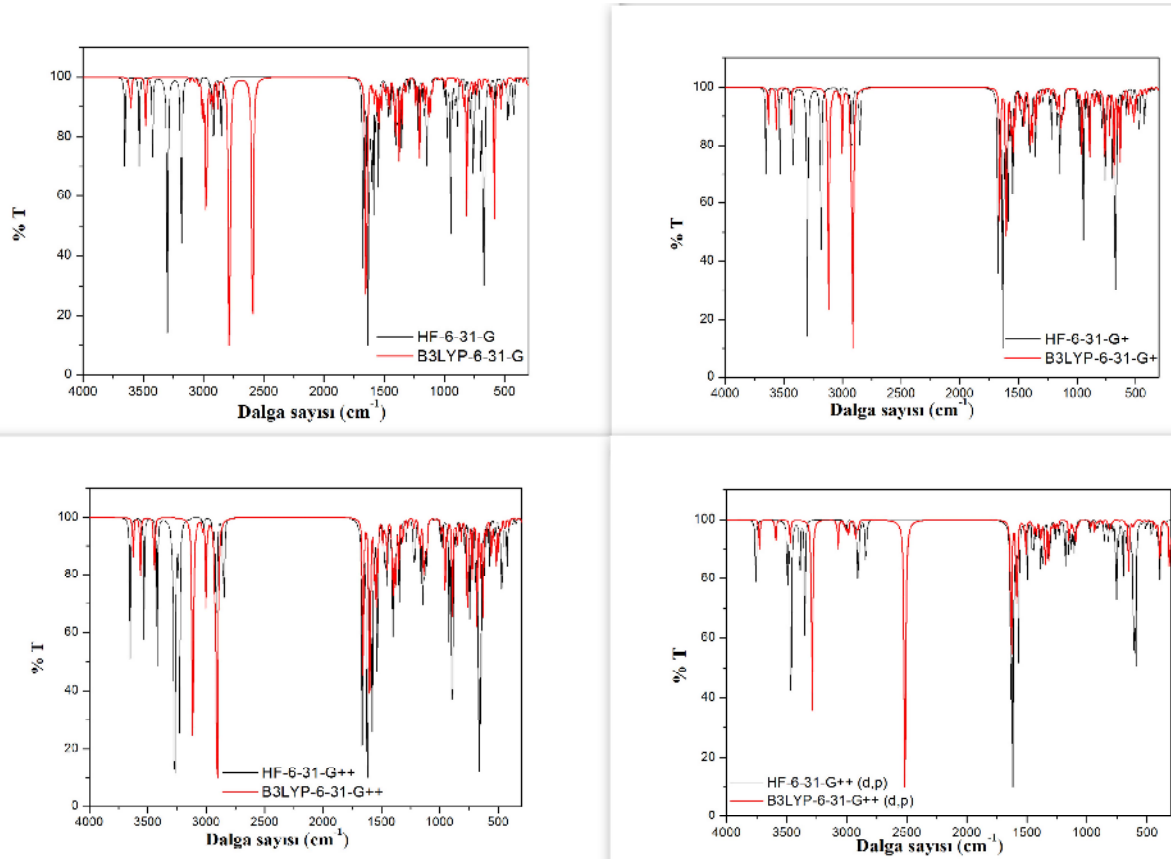 100
80
60
40
20
0
% T
HF-6-31-G
B3LYP-6-31-G
4000 3500 3000 2500 2000 1500 1000 500
Dalga sayısı (cm-1)
100
80
60
40
20
0
% T
HF-6-31-G+
B3LYP-6-31-G+
4000 3500 3000 2500 2000 1500 1000 500
Dalga sayısı (cm-1)
100
80
60
40
20
0
% T
HF-6-31-G++
B3LYP-6-31-G++
4000 3500 3000 2500 2000 1500 1000 500
Dalga sayısı (cm-1)
100
80
60
40
20
0
% T
HF-6-31-G++ (d,p)
B3LYP-6-31-G++ (d,p)
4000 3500 3000 2500 2000 1500 1000 500
Dalga sayısı (cm-1)